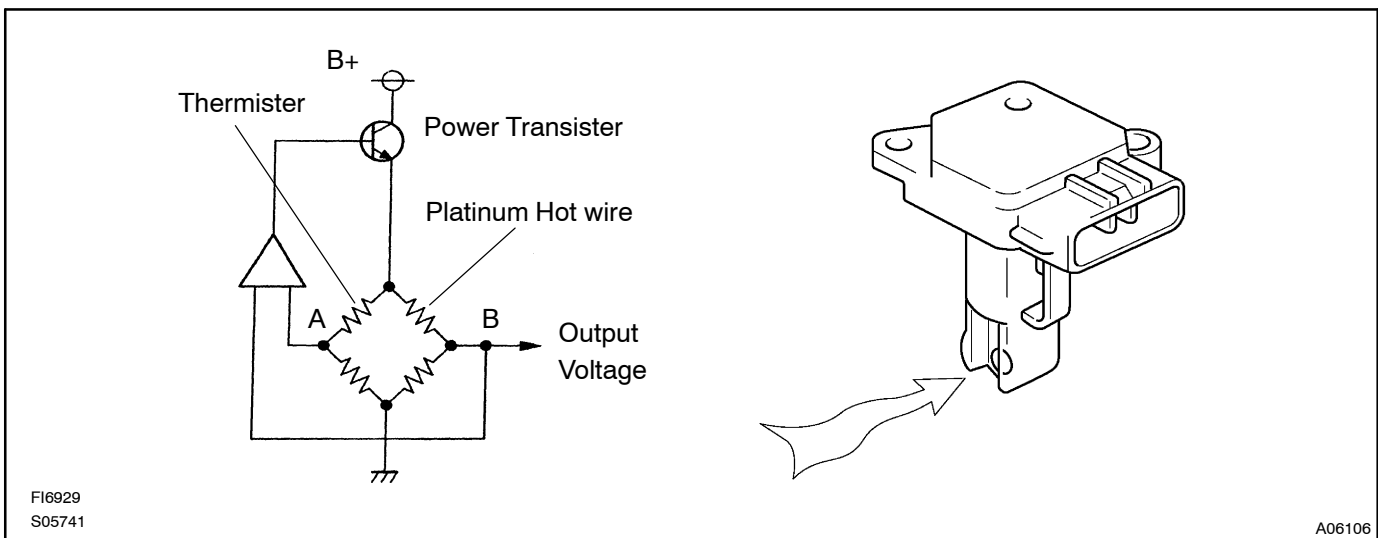 B+
Thermister
Power Transister
Platinum Hot wire
A
B
Output
Voltage
FI6929
S05741
A06106